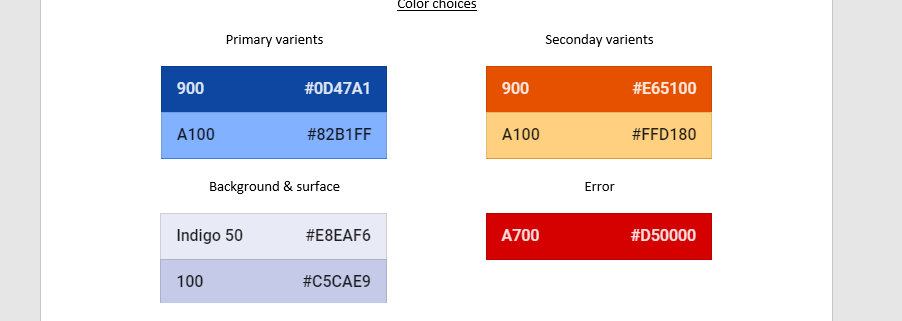 Color choices
Primary varients
Seconday varients
900 #0D47A1
900 #E65100
A100 #82B1FF
A100 #FFD180
Background & surface
Error
Indigo 50 #E8EAF6
A700 #D50000
100 #C5CAE9